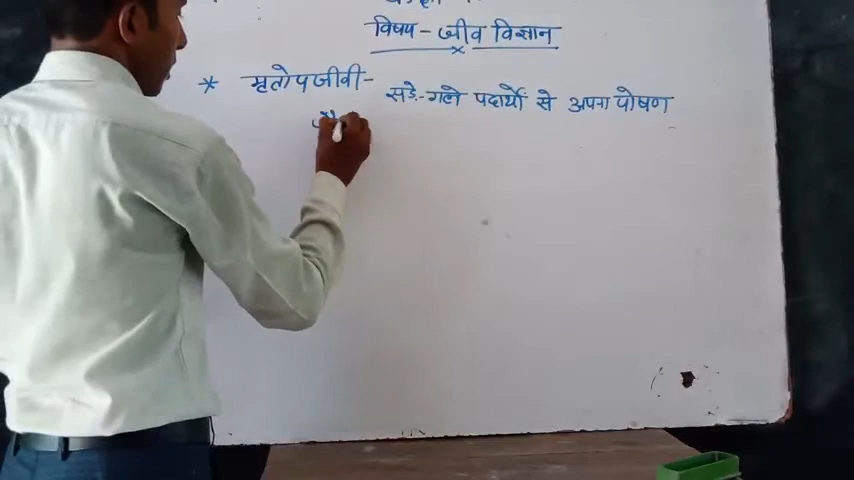 विषय - जीव विज्ञान
* मृतोपजीवी - सड़े-गले पदार्थों से अपना पोषण